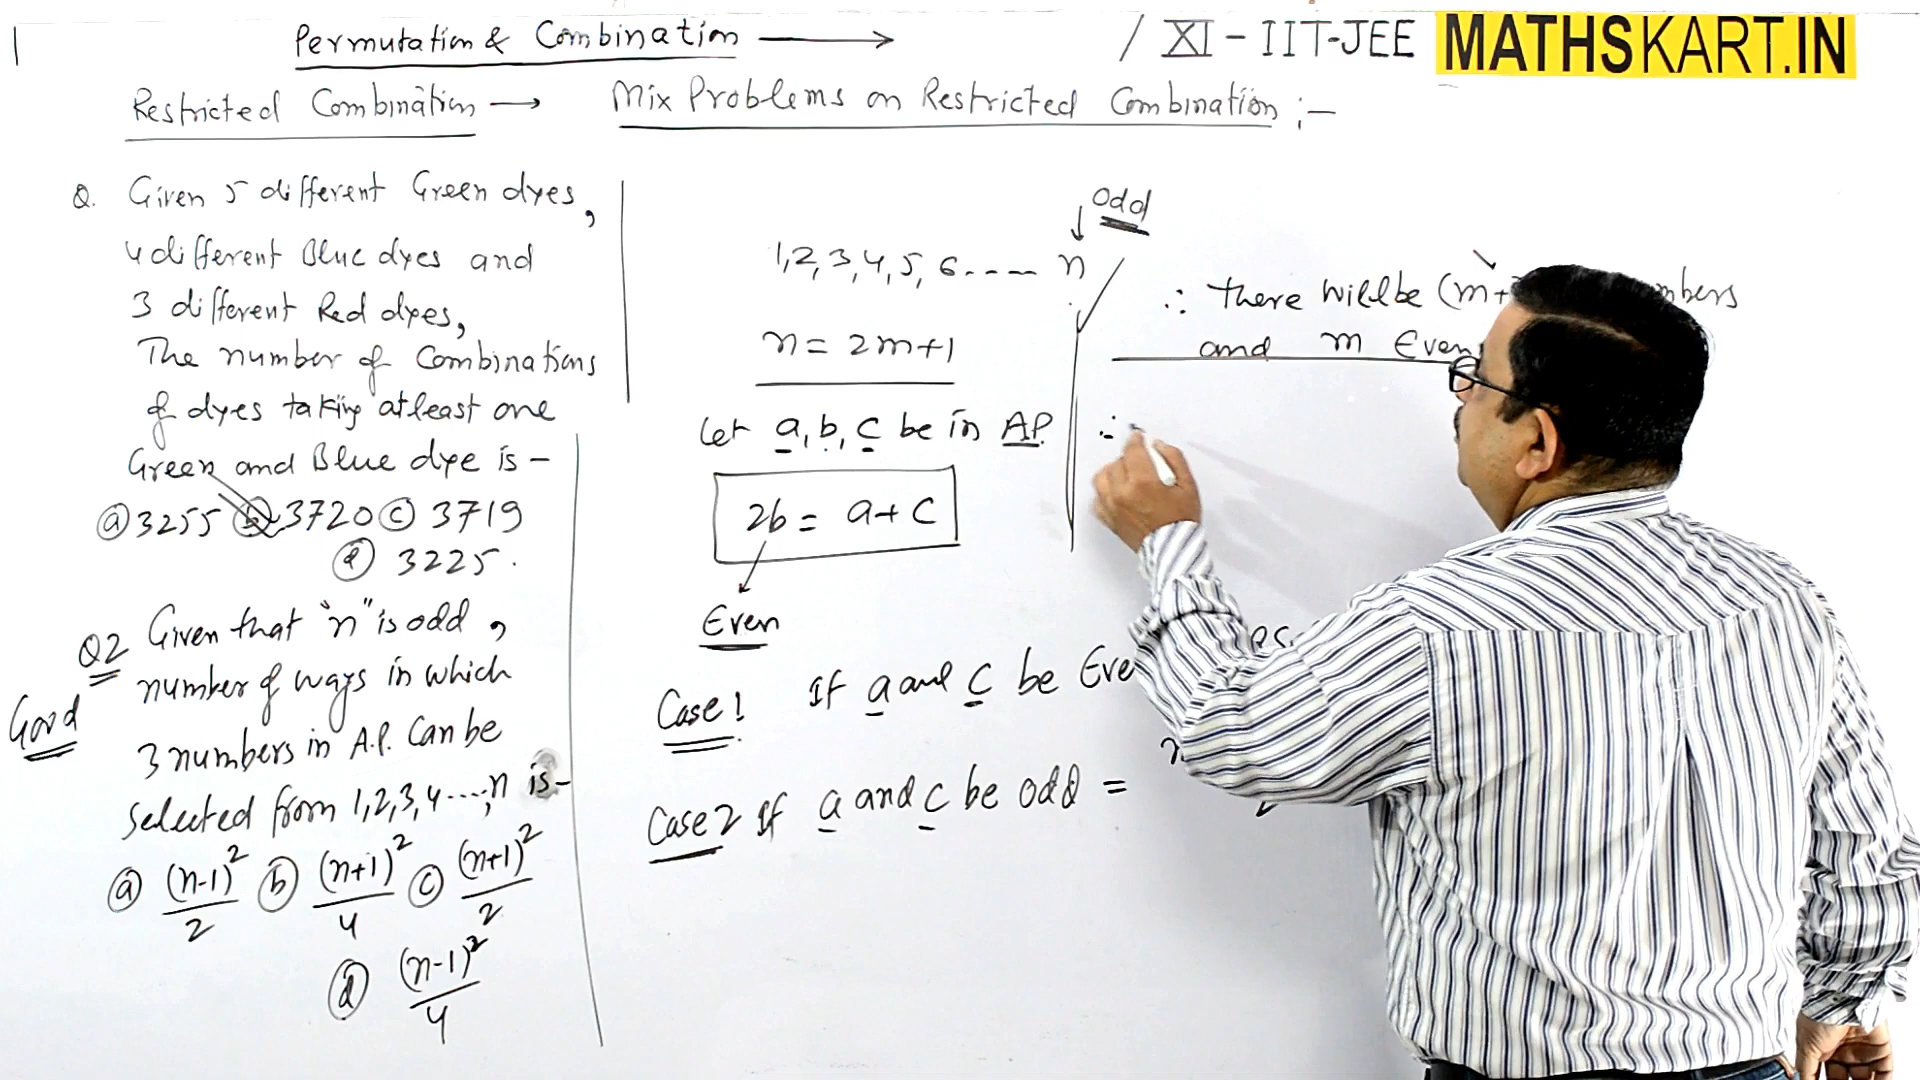 Permutation & Combination → / XI - IIT-JEE MATHSKART.IN
Restricted Combination → Mix Problems on Restricted Combination :-
Q. Given 5 different Green dyes,
4 different Blue dyes and
3 different Red dyes,
The number of Combinations
of dyes taking atleast one
Green and Blue dye is -
ⓐ 3255 ⓑ 3720 ⓒ 3719
ⓓ 3225.
Q2 Given that "n" is odd,
Good
number of ways in which
3 numbers in A.P. Can be
selected from 1,2,3,4....,n is -
ⓐ (n-1)²/2 ⓑ (n+1)²/4 ⓒ (n+1)²/2
ⓓ (n-1)²/4
Odd
1,2,3,4,5,6.---- n
n = 2m+1
Let a, b, c be in A.P.
2b = a + c
Even
Case 1 If a and c be Eve
Case 2 If a and c be odd =
∴ there will be (m+
and m Even
∴